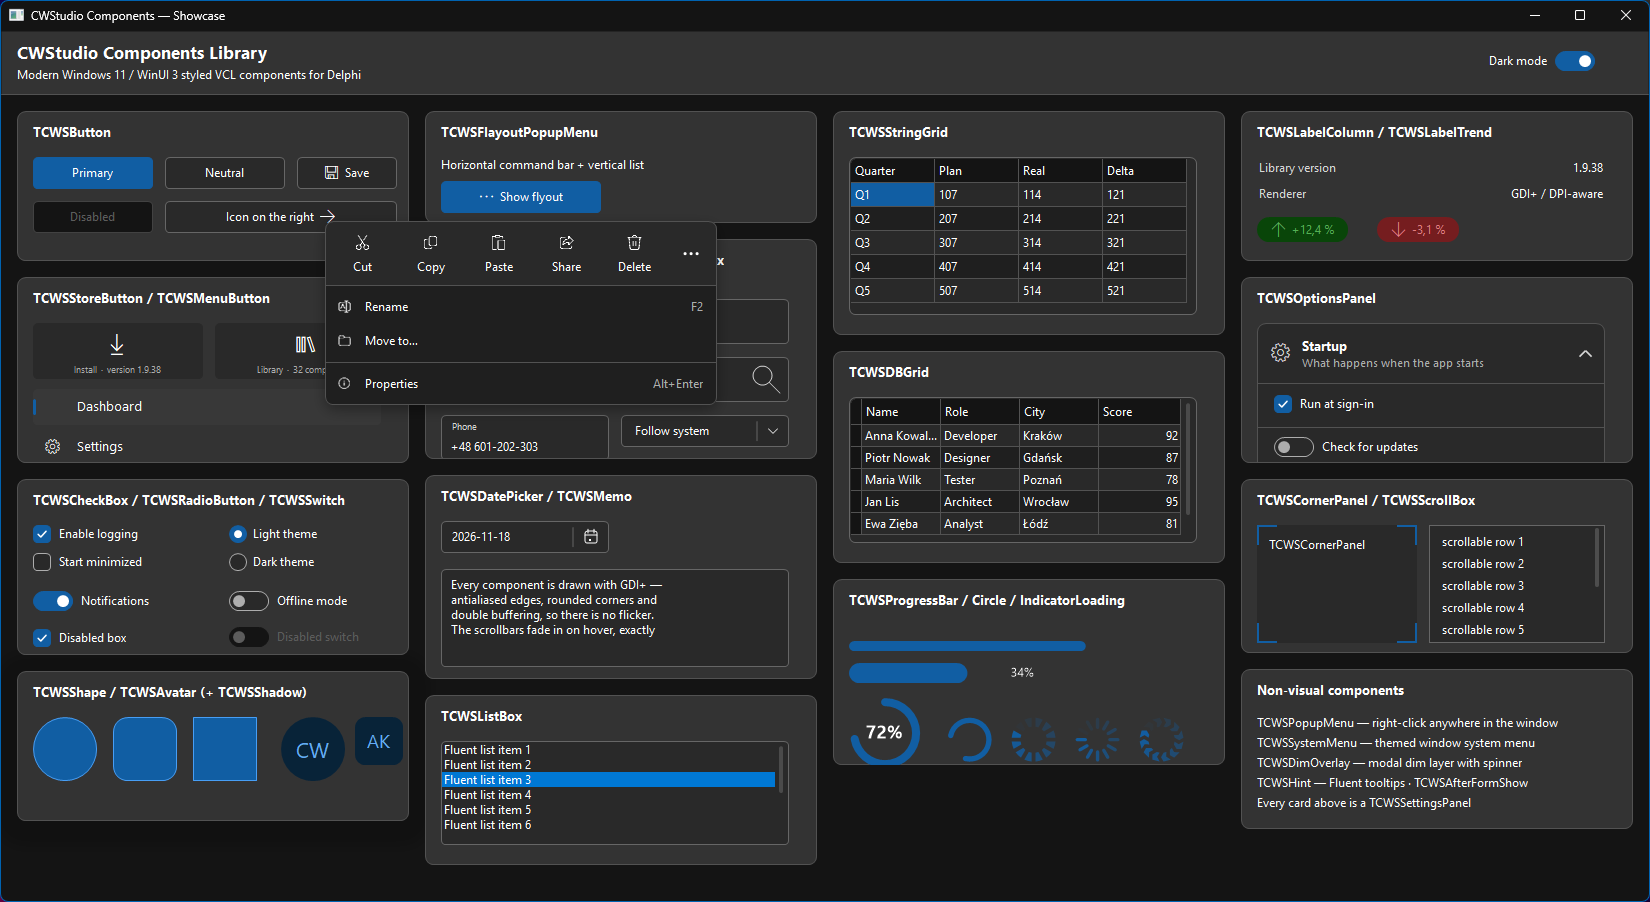 CWStudio Components — Showcase
CWStudio Components Library
Modern Windows 11 / WinUI 3 styled VCL components for Delphi
Dark mode
TCWSButton
Primary
Neutral
Save
Disabled
Icon on the right
TCWSStoreButton / TCWSMenuButton
Install · version 1.9.38
Library · 32 comp
Dashboard
Settings
TCWSCheckBox / TCWSRadioButton / TCWSSwitch
Enable logging
Light theme
Start minimized
Dark theme
Notifications
Offline mode
Disabled box
Disabled switch
TCWSShape / TCWSAvatar (+ TCWSShadow)
CW
AK
TCWSFlayoutPopupMenu
Horizontal command bar + vertical list
··· Show flyout
Cut
Copy
Paste
Share
Delete
Rename
F2
Move to...
Properties
Alt+Enter
x
Phone
+48 601-202-303
Follow system
TCWSDatePicker / TCWSMemo
2026-11-18
Every component is drawn with GDI+ —
antialiased edges, rounded corners and
double buffering, so there is no flicker.
The scrollbars fade in on hover, exactly
TCWSListBox
Fluent list item 1
Fluent list item 2
Fluent list item 3
Fluent list item 4
Fluent list item 5
Fluent list item 6
TCWSStringGrid
Quarter Plan Real Delta
Q1 107 114 121
Q2 207 214 221
Q3 307 314 321
Q4 407 414 421
Q5 507 514 521
TCWSDBGrid
Name Role City Score
Anna Kowal... Developer Kraków 92
Piotr Nowak Designer Gdańsk 87
Maria Wilk Tester Poznań 78
Jan Lis Architect Wrocław 95
Ewa Zięba Analyst Łódź 81
TCWSProgressBar / Circle / IndicatorLoading
34%
72%
TCWSLabelColumn / TCWSLabelTrend
Library version 1.9.38
Renderer GDI+ / DPI-aware
+12,4 %
-3,1 %
TCWSOptionsPanel
Startup
What happens when the app starts
Run at sign-in
Check for updates
TCWSCornerPanel / TCWSScrollBox
TCWSCornerPanel
scrollable row 1
scrollable row 2
scrollable row 3
scrollable row 4
scrollable row 5
Non-visual components
TCWSPopupMenu — right-click anywhere in the window
TCWSSystemMenu — themed window system menu
TCWSDimOverlay — modal dim layer with spinner
TCWSHint — Fluent tooltips · TCWSAfterFormShow
Every card above is a TCWSSettingsPanel